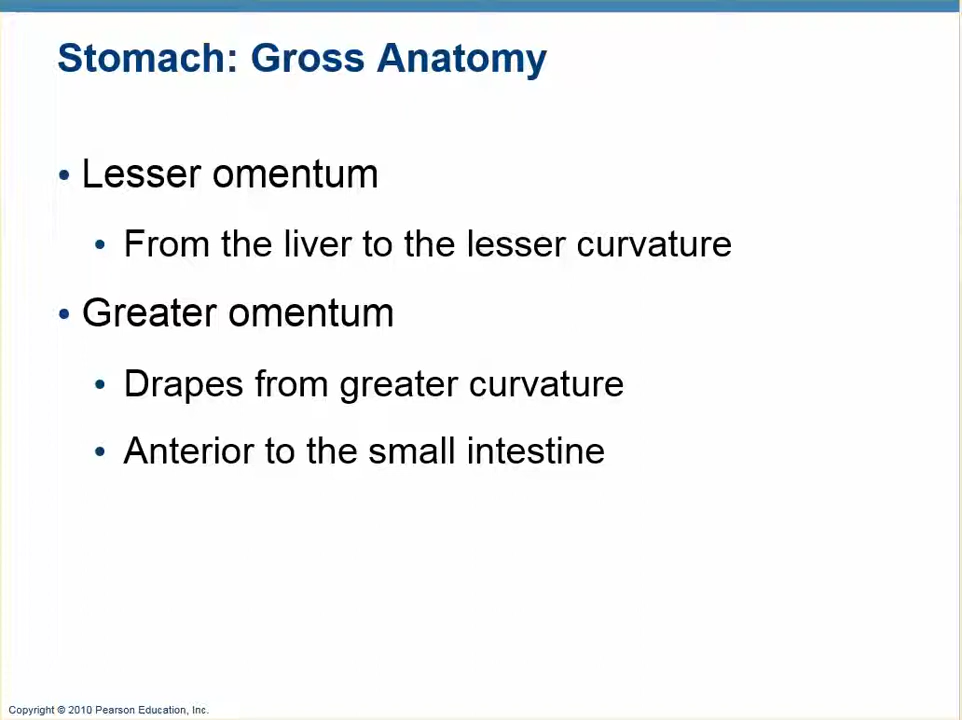 Stomach: Gross Anatomy
• Lesser omentum
• From the liver to the lesser curvature
• Greater omentum
• Drapes from greater curvature
• Anterior to the small intestine
Copyright © 2010 Pearson Education, Inc.